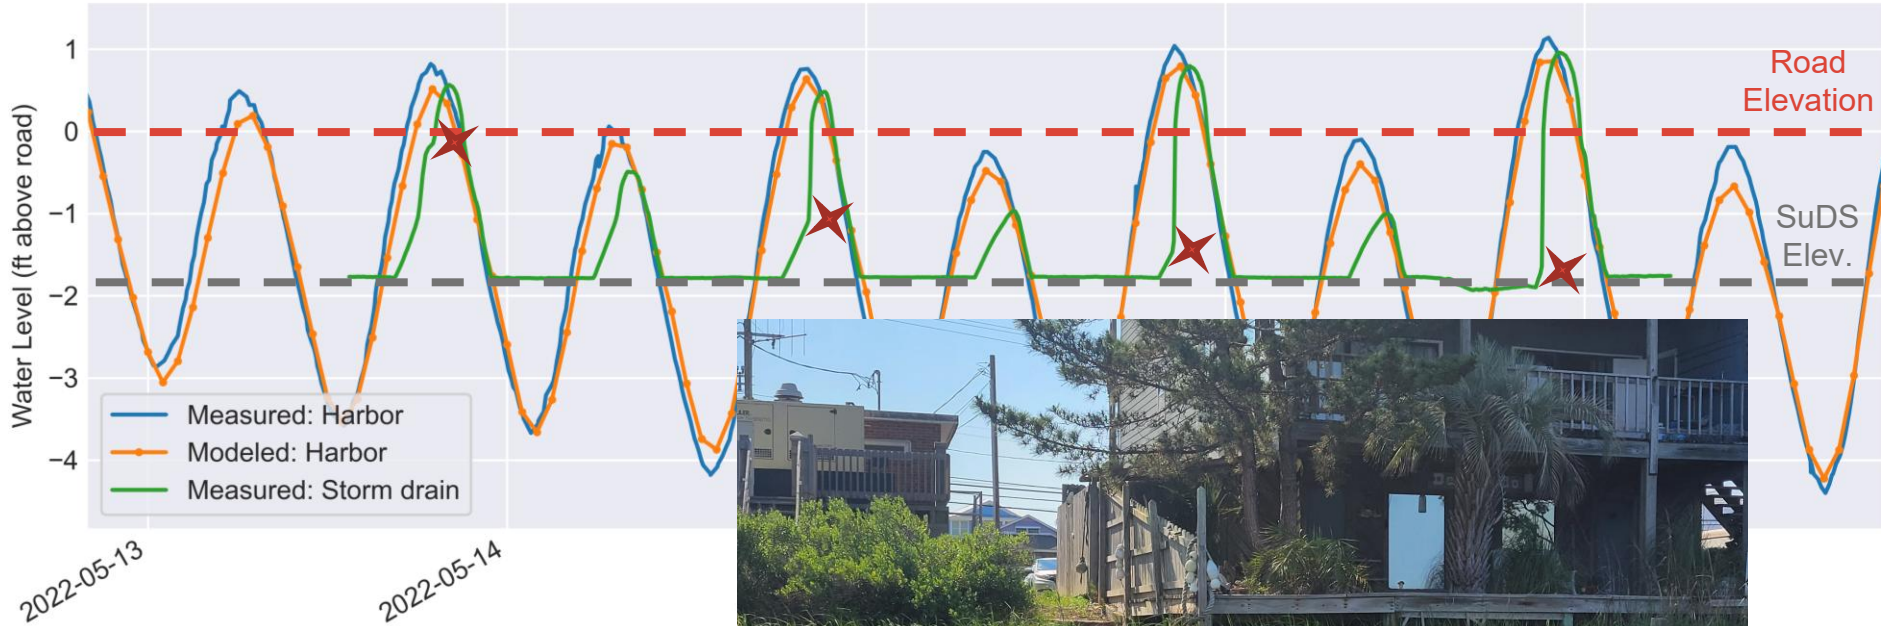 1
0
−1
−2
−3
−4
Water Level (ft above road)
Road
Elevation
SuDS
Elev.
Measured: Harbor
Modeled: Harbor
Measured: Storm drain
2022-05-13
2022-05-14